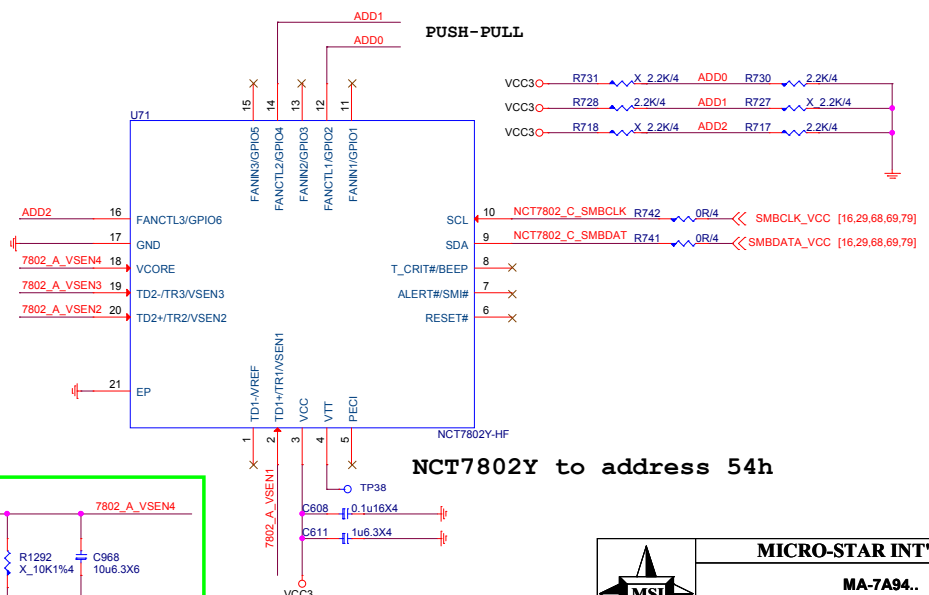 ADD1
ADD0
PUSH-PULL
VCC3 R731 X_2.2K/4 ADD0 R730 2.2K/4
VCC3 R728 2.2K/4 ADD1 R727 X_2.2K/4
VCC3 R718 X_2.2K/4 ADD2 R717 2.2K/4
15 14 13 12 11
U71
FANIN3/GPIO5
FANCTL2/GPIO4
FANIN2/GPIO3
FANCTL1/GPIO2
FANIN1/GPIO1
ADD2 16 FANCTL3/GPIO6
17 GND
7802_A_VSEN4 18 VCORE
7802_A_VSEN3 19 TD2-/TR3/VSEN3
7802_A_VSEN2 20 TD2+/TR2/VSEN2
21 EP
SCL 10 NCT7802_C_SMBCLK R742 0R/4 SMBCLK_VCC [16,29,68,69,79]
SDA 9 NCT7802_C_SMBDAT R741 0R/4 SMBDATA_VCC [16,29,68,69,79]
T_CRIT#/BEEP 8
ALERT#/SMI# 7
RESET# 6
TD1-/VREF
TD1+/TR1/VSEN1
VCC
VTT
PECI
1 2 3 4 5
NCT7802Y-HF
NCT7802Y to address 54h
7802_A_VSEN1
TP38
C608 0.1u16X4
C611 1u6.3X4
VCC3
7802_A_VSEN4
R1292
X_10K1%4
C968
10u6.3X6
MSI
MICRO-STAR INT'
MA-7A94..